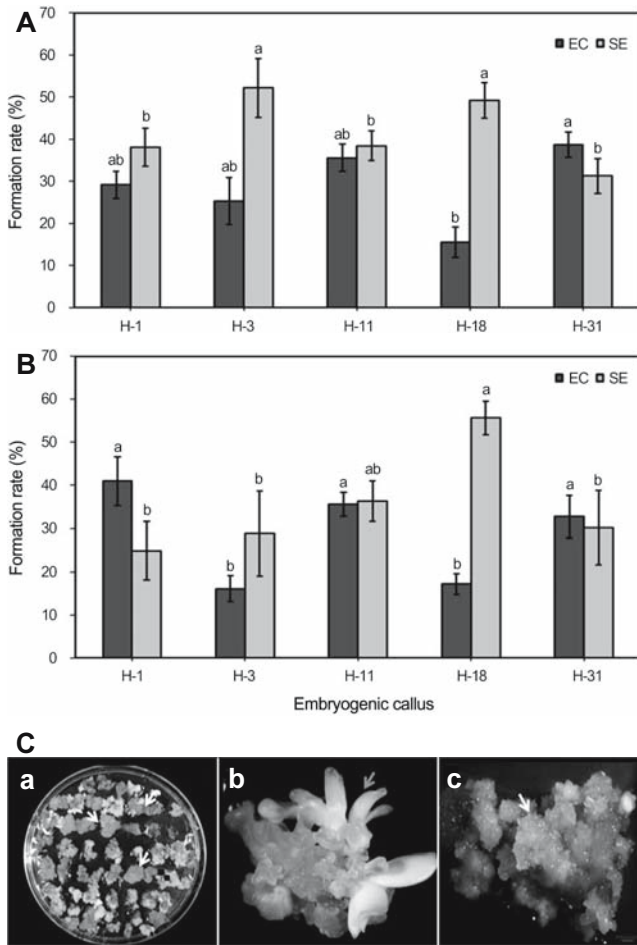 A
70
60
50
40
30
20
10
0
Formation rate (%)
EC SE
ab b
ab a
ab b
b a
a b
H-1 H-3 H-11 H-18 H-31
B
70
60
50
40
30
20
10
0
Formation rate (%)
EC SE
a b
b b
a ab
b a
a b
H-1 H-3 H-11 H-18 H-31
Embryogenic callus
C
a b c